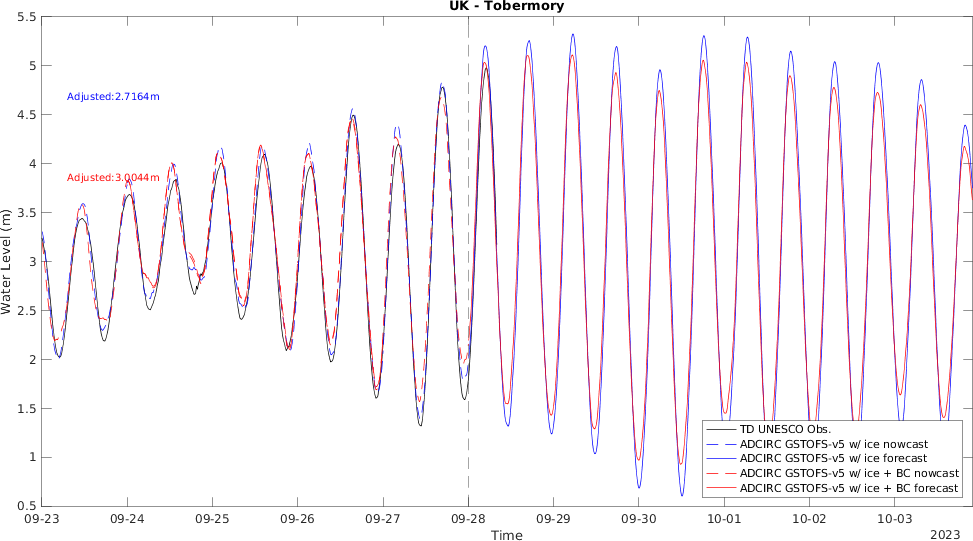 UK - Tobermory
5.5
5
4.5
4
3.5
3
2.5
2
1.5
1
0.5
Water Level (m)
Adjusted:2.7164m
Adjusted:3.0044m
TD UNESCO Obs.
ADCIRC GSTOFS-v5 w/ ice nowcast
ADCIRC GSTOFS-v5 w/ ice forecast
ADCIRC GSTOFS-v5 w/ ice + BC nowcast
ADCIRC GSTOFS-v5 w/ ice + BC forecast
09-23 09-24 09-25 09-26 09-27 09-28 09-29 09-30 10-01 10-02 10-03
Time
2023